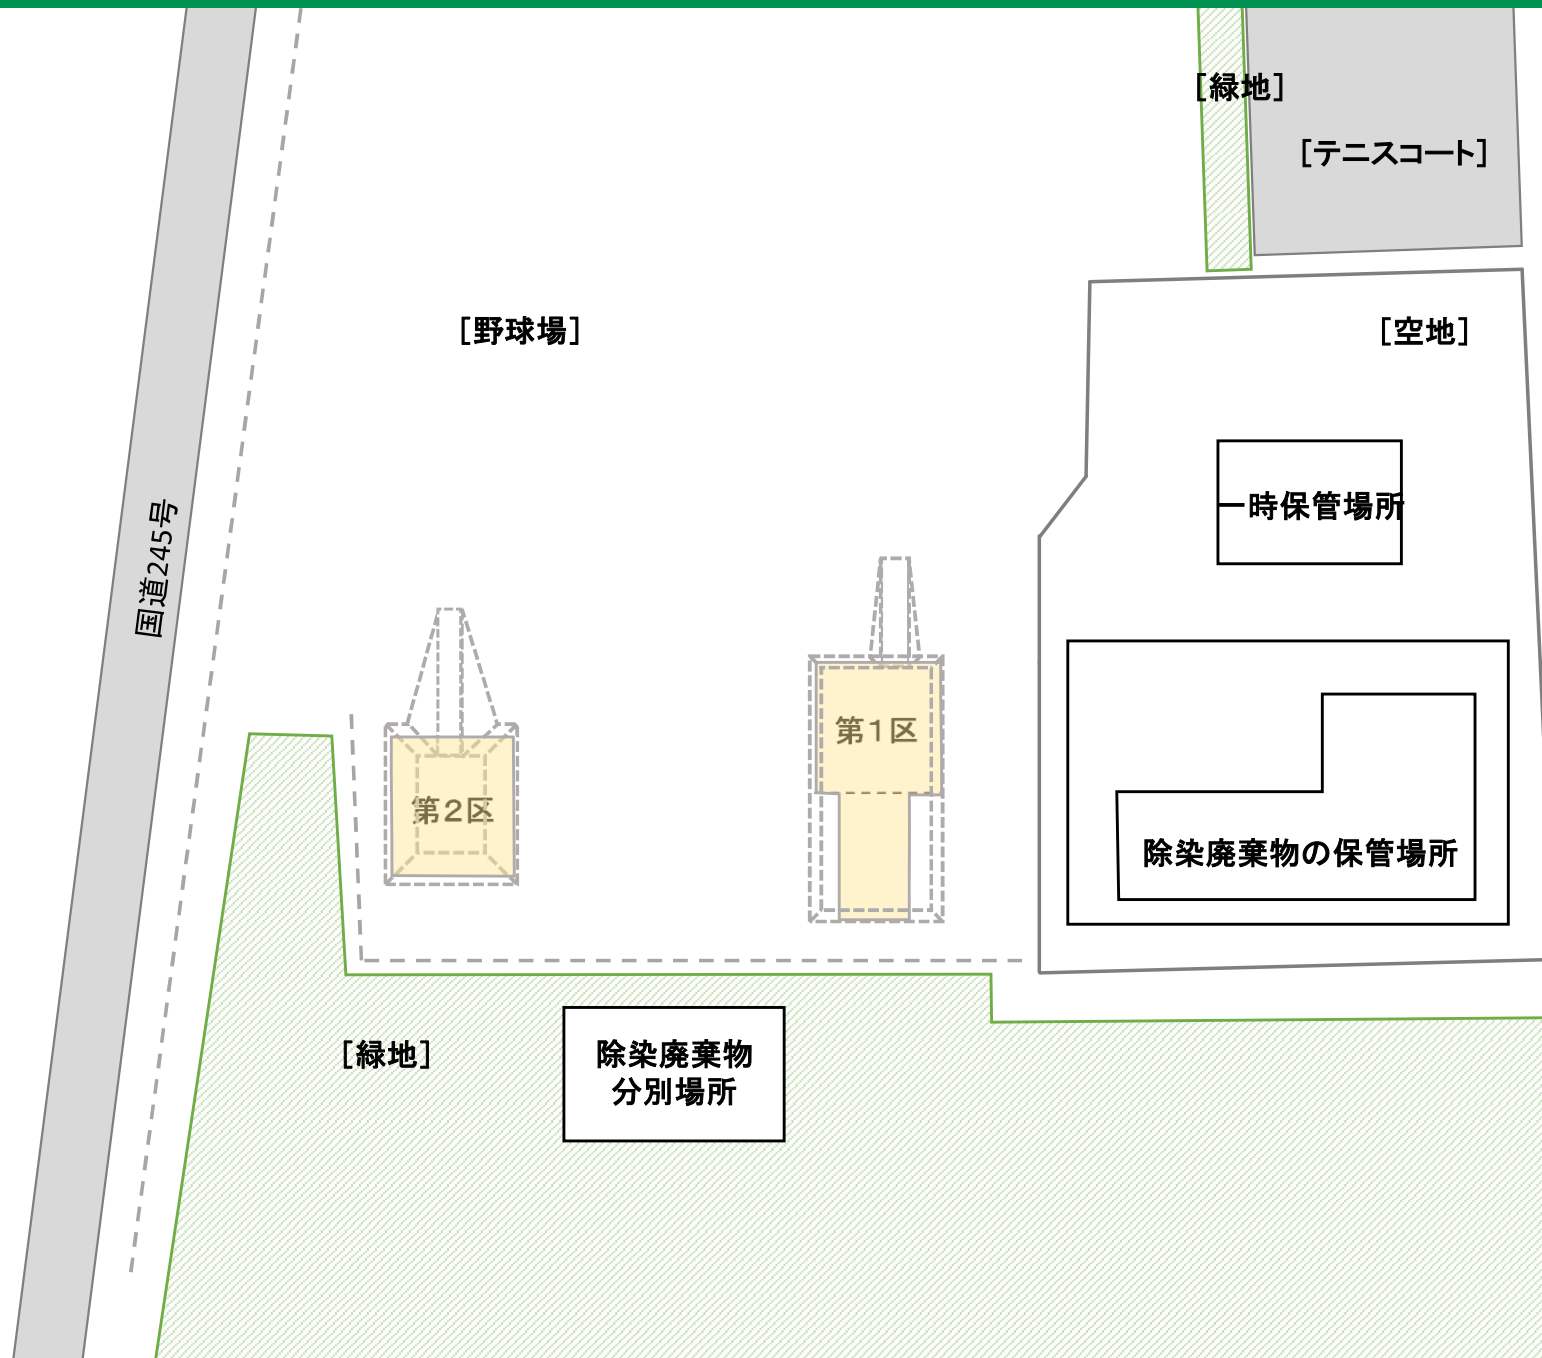 [緑地]
[テニスコート]
[野球場]
[空地]
一時保管場所
国道245号
第1区
第2区
除染廃棄物の保管場所
[緑地]
除染廃棄物
分別場所